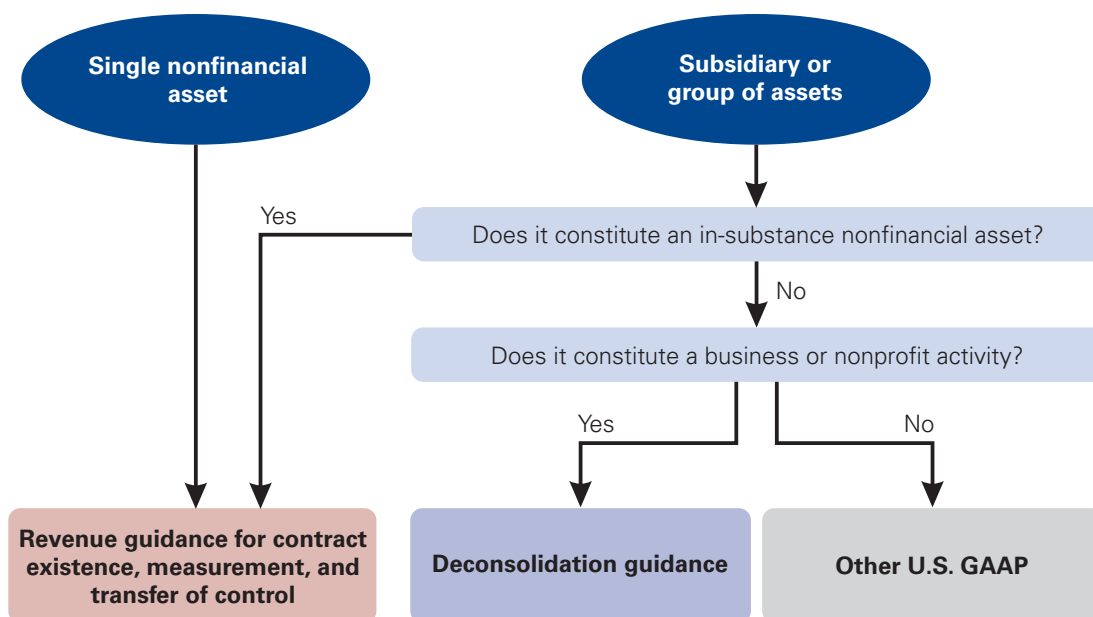 Single nonfinancial
asset
Subsidiary or
group of assets
Yes
Does it constitute an in-substance nonfinancial asset?
No
Does it constitute a business or nonprofit activity?
Yes
No
Revenue guidance for contract
existence, measurement, and
transfer of control
Deconsolidation guidance
Other U.S. GAAP